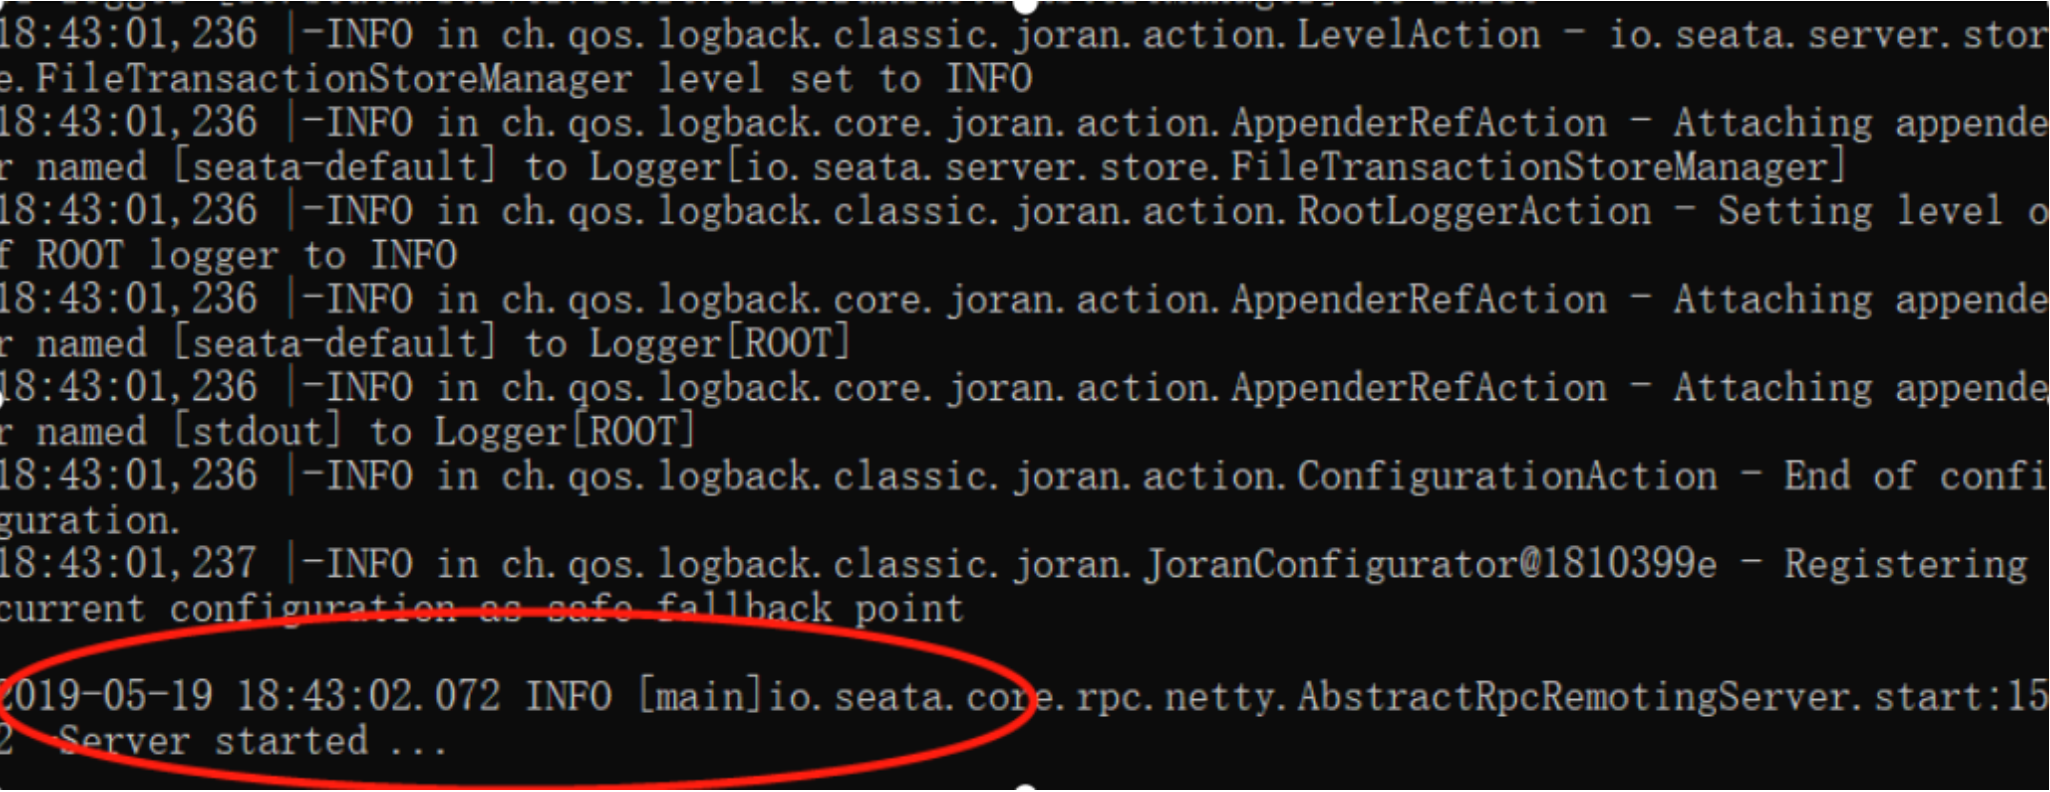 18:43:01,236 |-INFO in ch.qos.logback.classic.joran.action.LevelAction - io.seata.server.stor
e.FileTransactionStoreManager level set to INFO
18:43:01,236 |-INFO in ch.qos.logback.core.joran.action.AppenderRefAction - Attaching appende
r named [seata-default] to Logger[io.seata.server.store.FileTransactionStoreManager]
18:43:01,236 |-INFO in ch.qos.logback.classic.joran.action.RootLoggerAction - Setting level o
f ROOT logger to INFO
18:43:01,236 |-INFO in ch.qos.logback.core.joran.action.AppenderRefAction - Attaching appende
r named [seata-default] to Logger[ROOT]
18:43:01,236 |-INFO in ch.qos.logback.core.joran.action.AppenderRefAction - Attaching appende
r named [stdout] to Logger[ROOT]
18:43:01,236 |-INFO in ch.qos.logback.classic.joran.action.ConfigurationAction - End of confi
guration.
18:43:01,237 |-INFO in ch.qos.logback.classic.joran.JoranConfigurator@1810399e - Registering
current configuration as safe fallback point
2019-05-19 18:43:02.072 INFO [main]io.seata.core.rpc.netty.AbstractRpcRemotingServer.start:15
2 -Server started ...